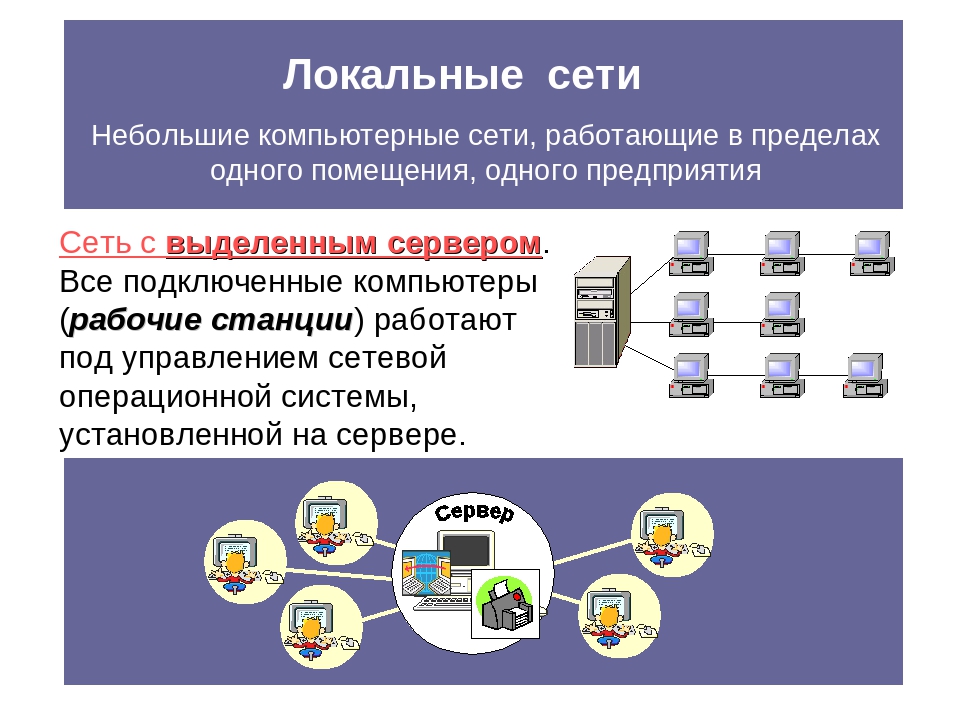 Локальные сети
Небольшие компьютерные сети, работающие в пределах
одного помещения, одного предприятия
Сеть с выделенным сервером.
Все подключенные компьютеры
(рабочие станции) работают
под управлением сетевой
операционной системы,
установленной на сервере.
Сервер